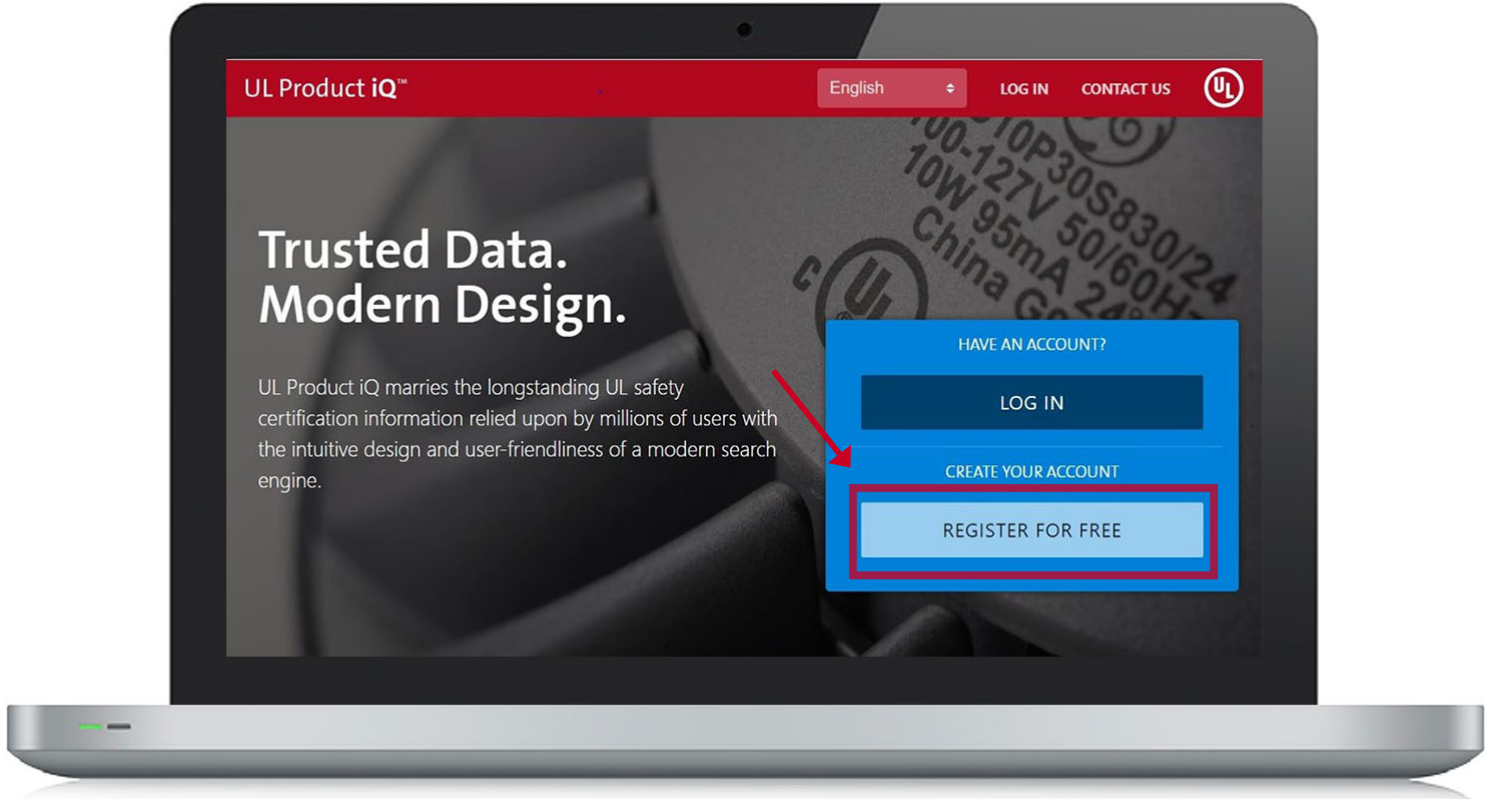 UL Product iQ™
English
LOG IN
CONTACT US
UL
Trusted Data.
Modern Design.
UL Product iQ marries the longstanding UL safety
certification information relied upon by millions of users with
the intuitive design and user-friendliness of a modern search
engine.
10P30S830/24
100-127V 50/60Hz
10W 95mA 24°
China
C UL
HAVE AN ACCOUNT?
LOG IN
CREATE YOUR ACCOUNT
REGISTER FOR FREE